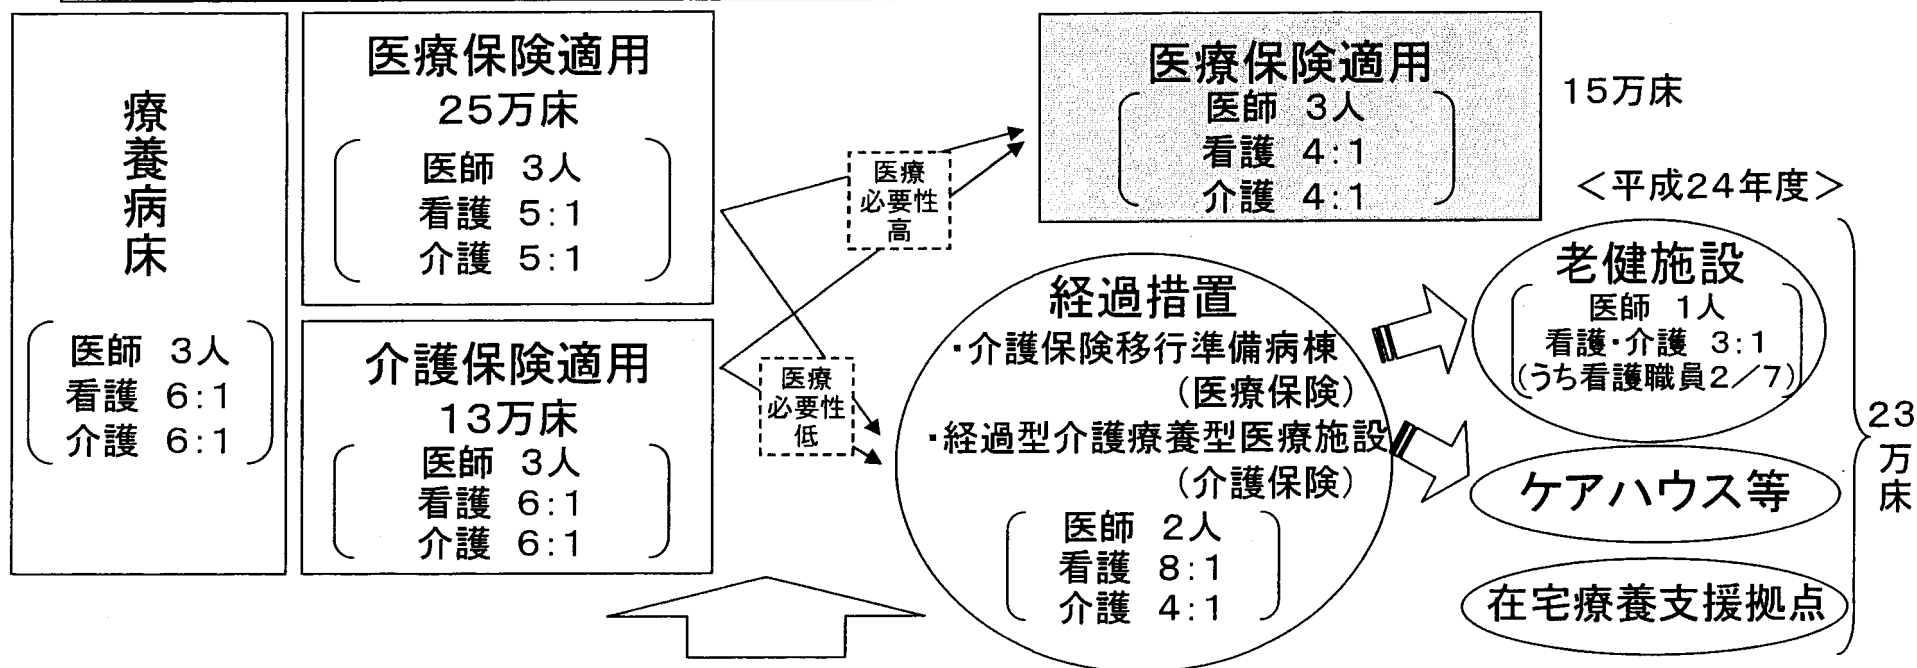 療養病床
医師 3人
看護 6:1
介護 6:1
医療保険適用
25万床
医師 3人
看護 5:1
介護 5:1
介護保険適用
13万床
医師 3人
看護 6:1
介護 6:1
医療
必要性
高
医療
必要性
低
医療保険適用
医師 3人
看護 4:1
介護 4:1
15万床
<平成24年度>
経過措置
・介護保険移行準備病棟
(医療保険)
・経過型介護療養型医療施設
(介護保険)
医師 2人
看護 8:1
介護 4:1
老健施設
医師 1人
看護・介護 3:1
(うち看護職員2/7)
ケアハウス等
在宅療養支援拠点
23万床